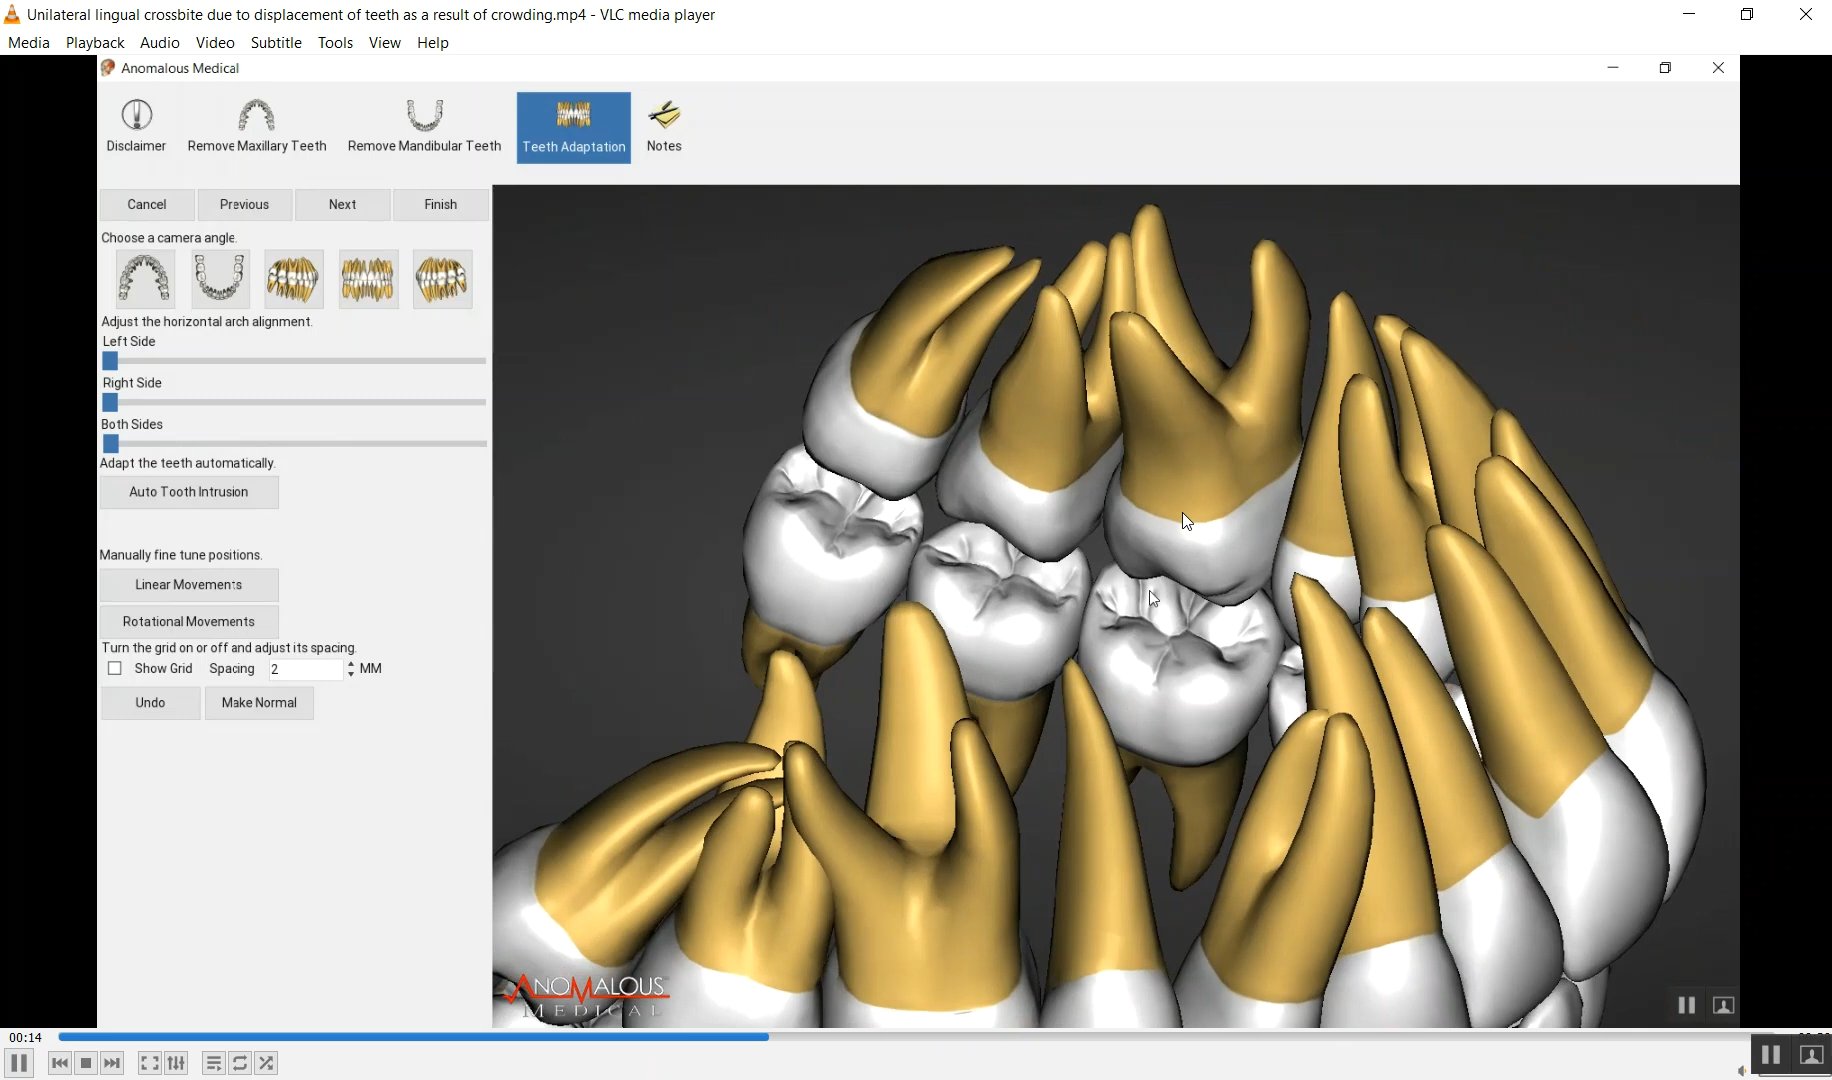 Unilateral lingual crossbite due to displacement of teeth as a result of crowding.mp4 - VLC media player
Media Playback Audio Video Subtitle Tools View Help
Anomalous Medical
Disclaimer Remove Maxillary Teeth Remove Mandibular Teeth Teeth Adaptation Notes
Cancel Previous Next Finish
Choose a camera angle.
Adjust the horizontal arch alignment.
Left Side
Right Side
Both Sides
Adapt the teeth automatically.
Auto Tooth Intrusion
Manually fine tune positions.
Linear Movements
Rotational Movements
Turn the grid on or off and adjust its spacing.
Show Grid Spacing 2 MM
Undo Make Normal
ANOMALOUS
MEDICAL
00:14